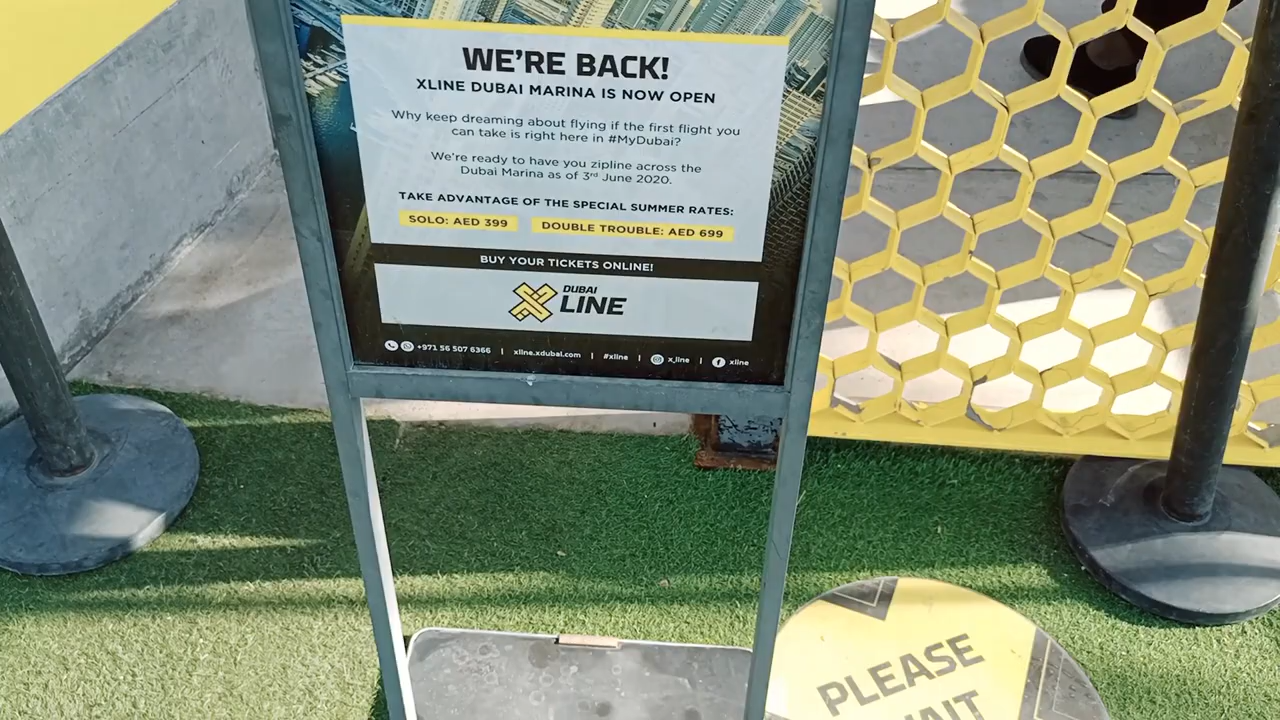 WE'RE BACK!
XLINE DUBAI MARINA IS NOW OPEN
Why keep dreaming about flying if the first flight you
can take is right here in #MyDubai?
We're ready to have you zipline across the
Dubai Marina as of 3rd June 2020.
TAKE ADVANTAGE OF THE SPECIAL SUMMER RATES:
SOLO: AED 399 DOUBLE TROUBLE: AED 699
BUY YOUR TICKETS ONLINE!
DUBAI
X LINE
+971 56 507 6366 | xline.xdubai.com | #xline | x_line | xline
PLEASE
WAIT